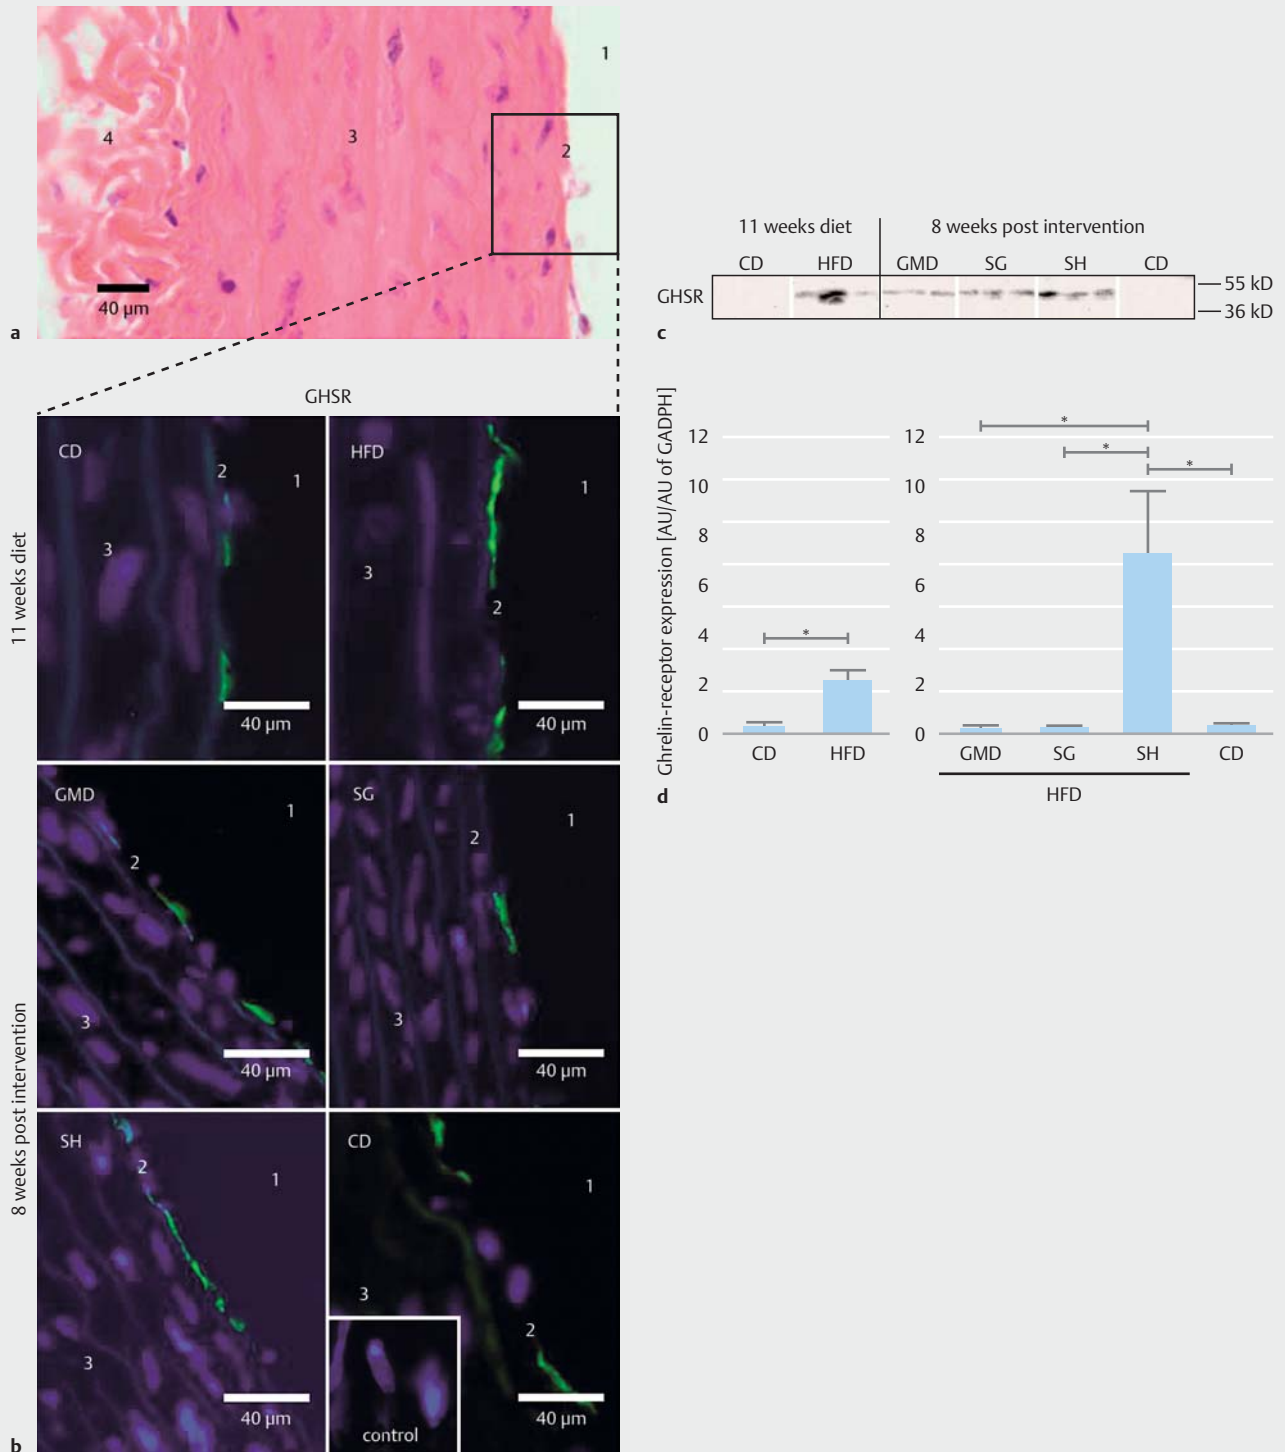 1
2
3
4
40 µm
a
11 weeks diet
8 weeks post intervention
CD
HFD
GMD
SG
SH
CD
GHSR
55 kD
36 kD
c
GHSR
11 weeks diet
CD
1
2
3
40 µm
HFD
1
2
3
40 µm
8 weeks post intervention
GMD
1
2
3
40 µm
SG
1
2
3
40 µm
SH
1
2
3
40 µm
CD
1
2
3
control
40 µm
b
Ghrelin-receptor expression [AU/AU of GADPH]
12
10
8
6
4
2
0
*
CD
HFD
12
10
8
6
4
2
0
*
*
*
GMD
SG
SH
CD
HFD
d